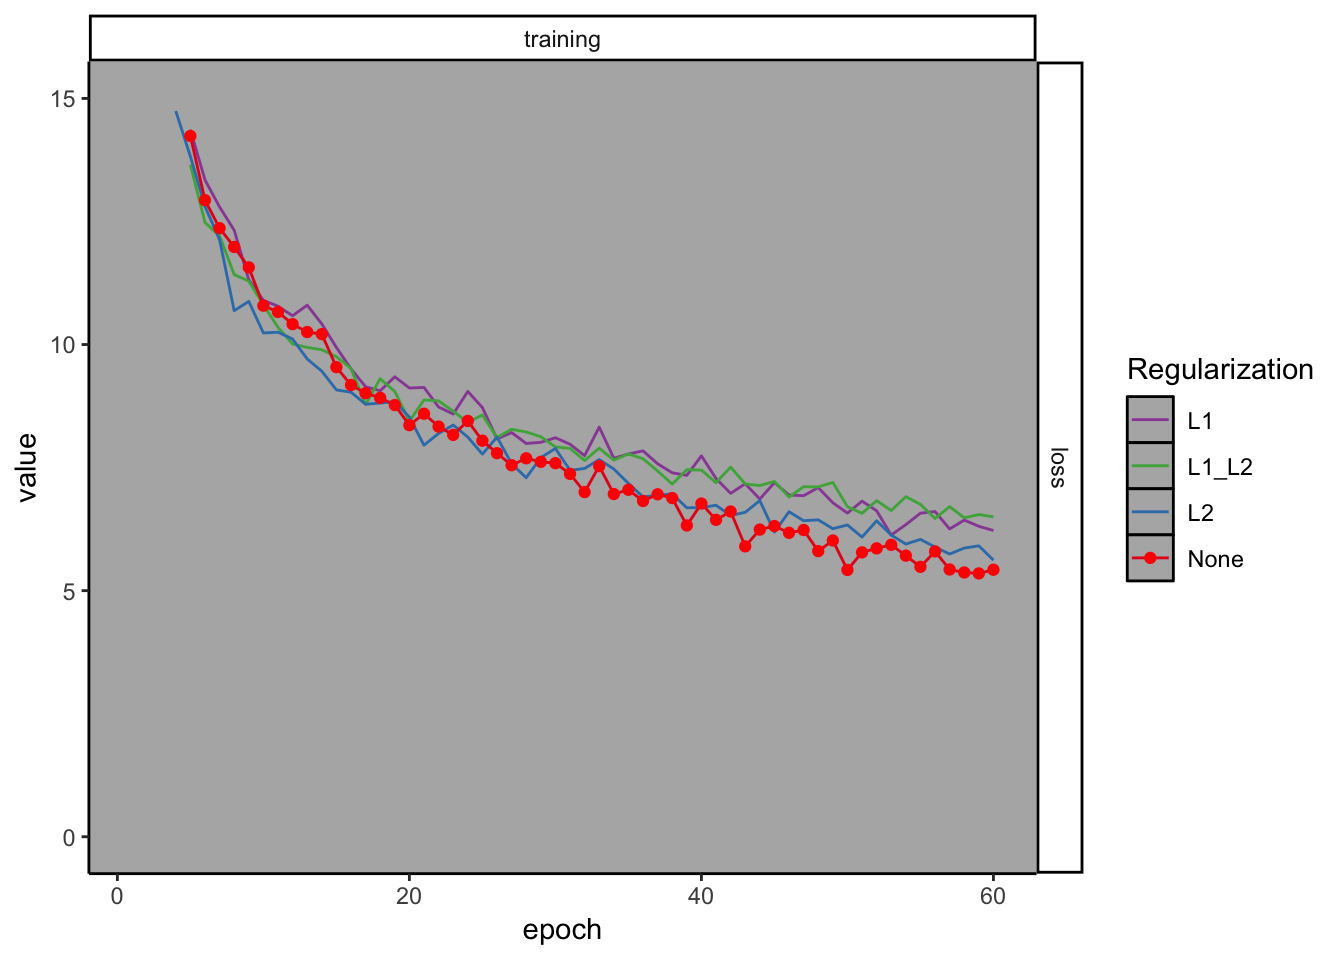 training
15
10
5
0
value
loss
0 20 40 60
epoch
Regularization
L1
L1_L2
L2
None